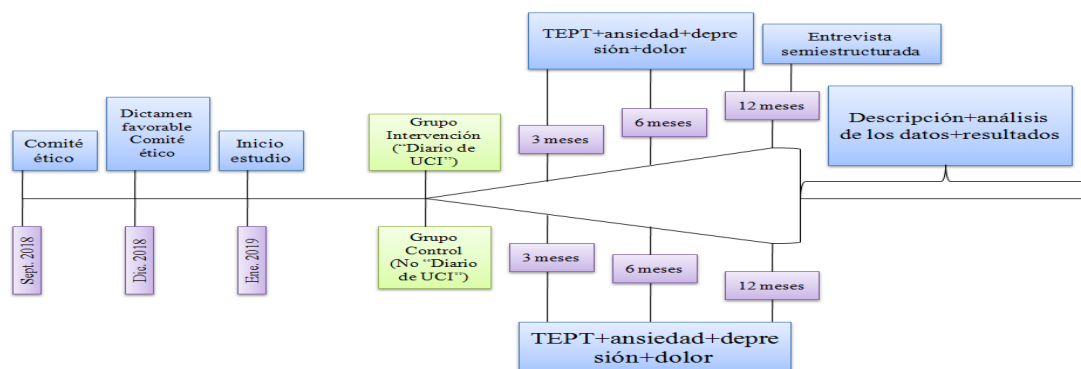 TEPT+ansiedad+depre
sión+dolor
Entrevista
semiestructurada
Dictamen
favorable
Comité
ético
Comité
ético
Inicio
estudio
Grupo
Intervención
(“Diario de
UCI”)
3 meses
6 meses
12 meses
Descripción+análisis
de los datos+resultados
Sept. 2018
Dic. 2018
Ene. 2019
Grupo
Control
(No “Diario
de UCI”)
3 meses
6 meses
12 meses
TEPT+ansiedad+depre
sión+dolor